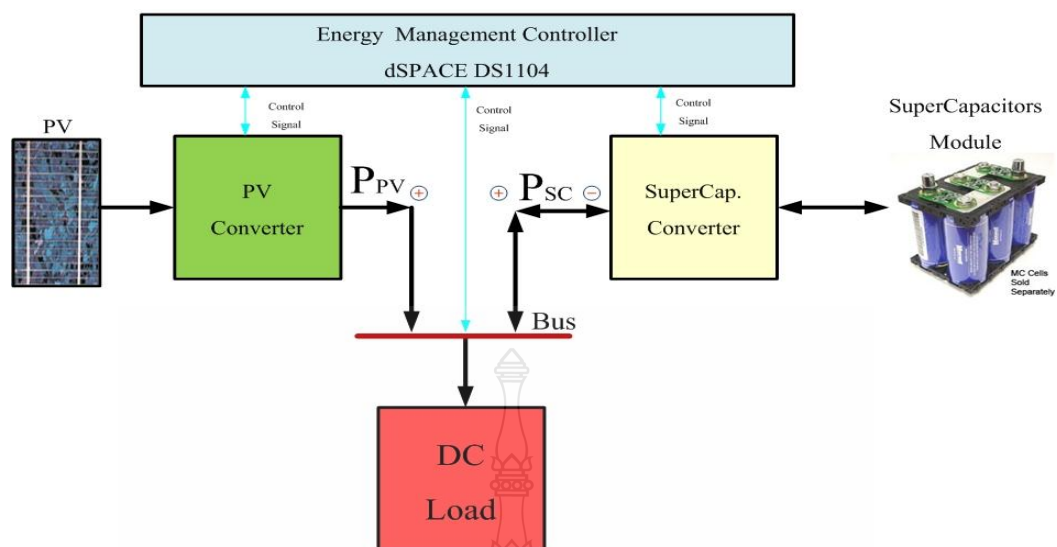 Energy Management Controller
dSPACE DS1104
Control
Signal
Control
Signal
Control
Signal
PV
PV
Converter
PPV
+
+
PSC
−
SuperCap.
Converter
SuperCapacitors
Module
MC Cells
Sold
Separately
Bus
DC
Load